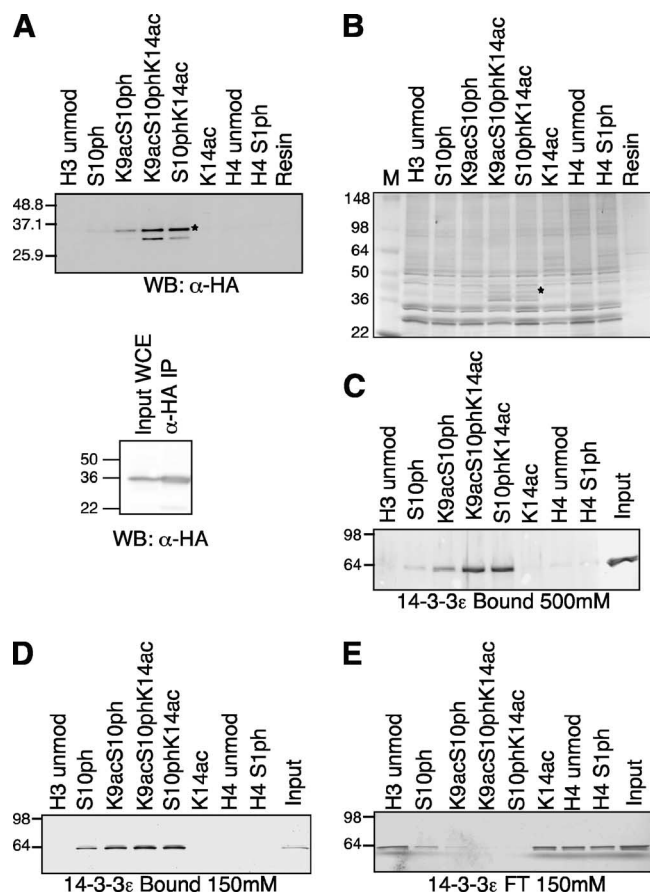 A
H3 unmod
S10ph
K9acS10ph
K9acS10phK14ac
S10phK14ac
K14ac
H4 unmod
H4 S1ph
Resin
48.8
37.1
25.9
*
WB: α-HA
Input WCE
α-HA IP
50
36
22
WB: α-HA
B
M
H3 unmod
S10ph
K9acS10ph
K9acS10phK14ac
S10phK14ac
K14ac
H4 unmod
H4 S1ph
Resin
148
98
64
50
36
22
*
C
H3 unmod
S10ph
K9acS10ph
K9acS10phK14ac
S10phK14ac
K14ac
H4 unmod
H4 S1ph
Input
98
64
14-3-3ε Bound 500mM
D
H3 unmod
S10ph
K9acS10ph
K9acS10phK14ac
S10phK14ac
K14ac
H4 unmod
H4 S1ph
Input
98
64
14-3-3ε Bound 150mM
E
H3 unmod
S10ph
K9acS10ph
K9acS10phK14ac
S10phK14ac
K14ac
H4 unmod
H4 S1ph
Input
98
64
14-3-3ε FT 150mM